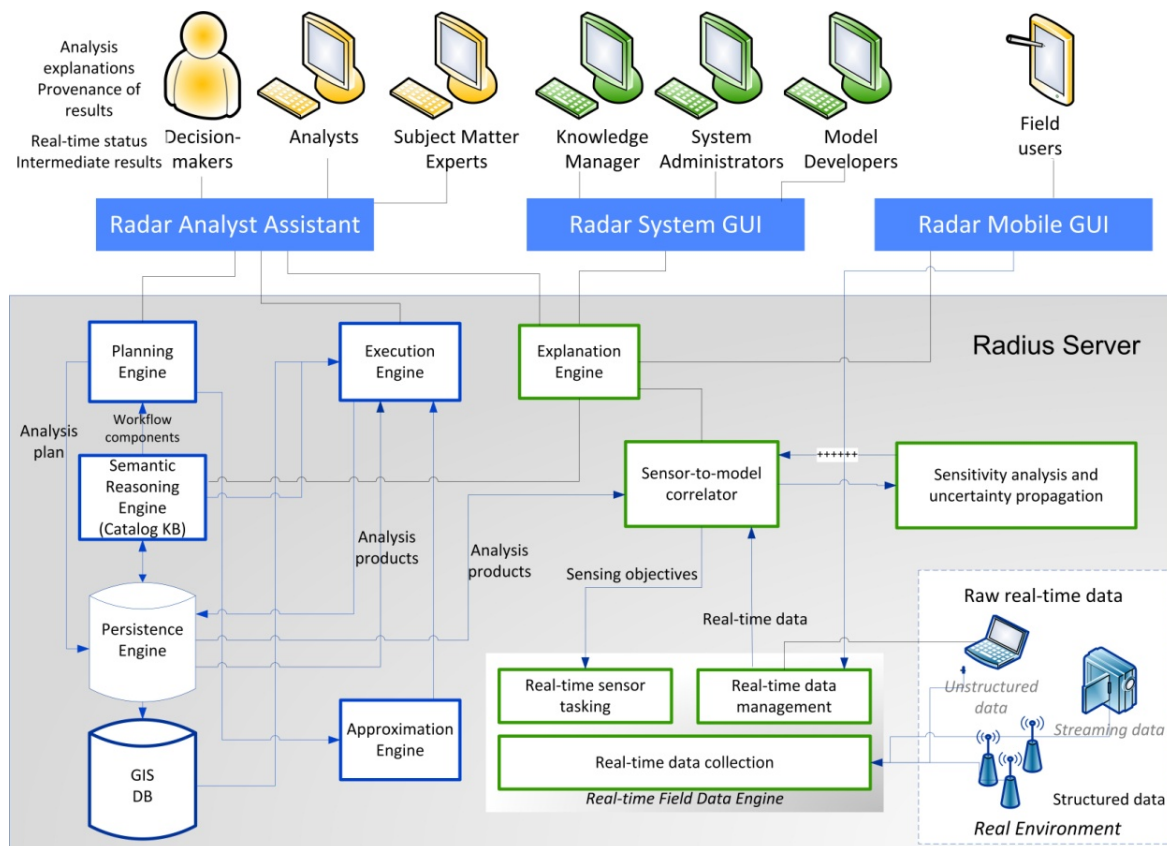 Analysis
explanations
Provenance of
results
Real-time status
Intermediate results
Decision-
makers
Analysts
Subject Matter
Experts
Knowledge
Manager
System
Administrators
Model
Developers
Field
users
Radar Analyst Assistant
Radar System GUI
Radar Mobile GUI
Radius Server
Planning
Engine
Execution
Engine
Explanation
Engine
Analysis
plan
Workflow
components
Semantic
Reasoning
Engine
(Catalog KB)
Sensor-to-model
correlator
++++++
Sensitivity analysis and
uncertainty propagation
Analysis
products
Analysis
products
Sensing objectives
Real-time data
Persistence
Engine
Approximation
Engine
GIS
DB
Real-time sensor
tasking
Real-time data
management
Real-time data collection
Real-time Field Data Engine
Raw real-time data
Unstructured
data
Streaming data
Structured data
Real Environment